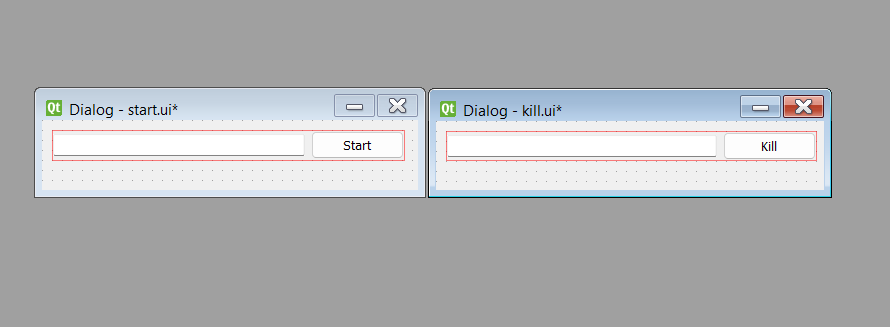 Qt Dialog - start.ui*
Start
Qt Dialog - kill.ui*
Kill